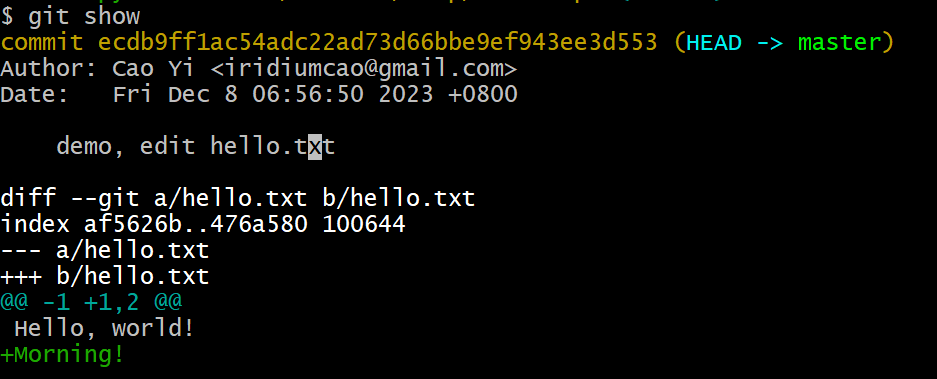 $ git show
commit ecdb9ff1ac54adc22ad73d66bbe9ef943ee3d553 (HEAD -> master)
Author: Cao Yi <iridiumcao@gmail.com>
Date:   Fri Dec 8 06:56:50 2023 +0800
    demo, edit hello.txt
diff --git a/hello.txt b/hello.txt
index af5626b..476a580 100644
--- a/hello.txt
+++ b/hello.txt
@@ -1 +1,2 @@
 Hello, world!
+Morning!